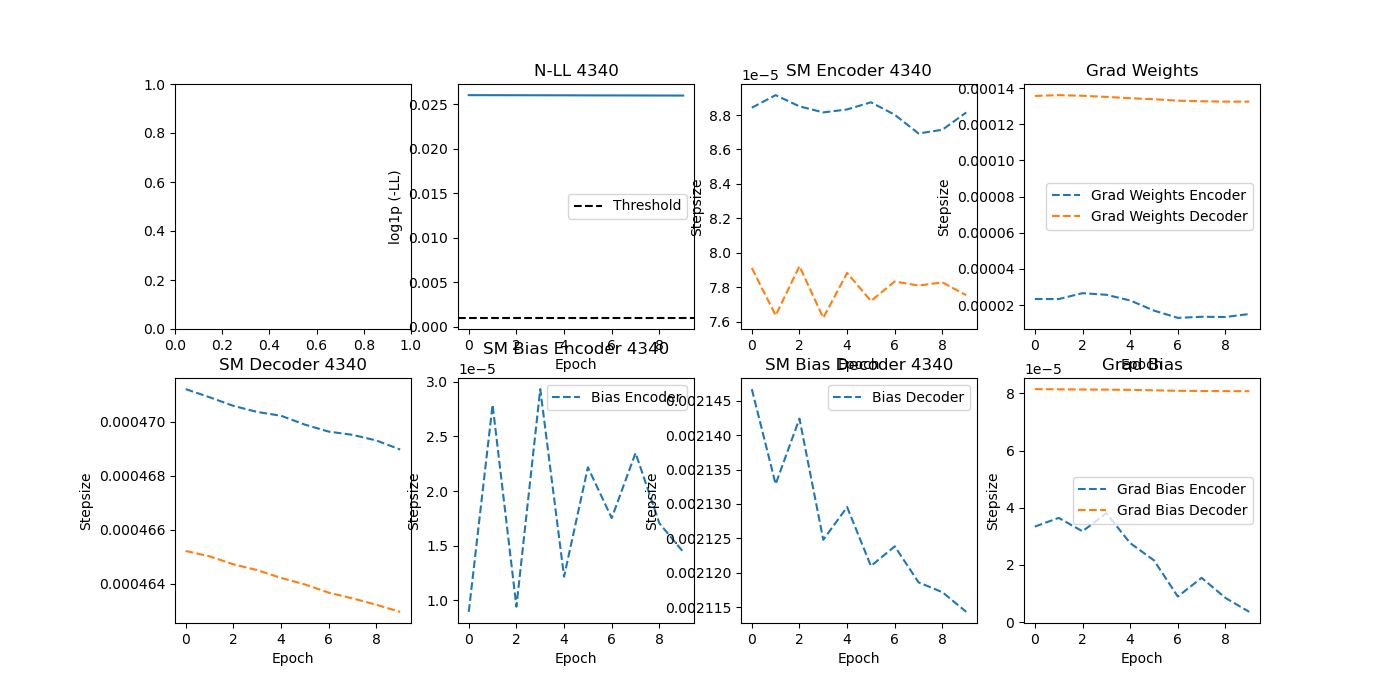 N-LL 4340
1e−5
SM Encoder 4340
Grad Weights
1.0
0.8
0.6
0.4
0.2
0.0
0.0 0.2 0.4 0.6 0.8 1.0
log1p (-LL)
0.025
0.020
0.015
0.010
0.005
0.000
Threshold
0 2 4 6 8
Epoch
Stepsize
8.8
8.6
8.4
8.2
8.0
7.8
7.6
0 2 4 6 8
Epoch
Stepsize
0.00014
0.00012
0.00010
0.00008
0.00006
0.00004
0.00002
Grad Weights Encoder
Grad Weights Decoder
0 2 4 6 8
Epoch
SM Decoder 4340
Stepsize
0.000470
0.000468
0.000466
0.000464
0 2 4 6 8
Epoch
SM Bias Encoder 4340
1e−5
Stepsize
3.0
2.5
2.0
1.5
1.0
Bias Encoder
0 2 4 6 8
Epoch
SM Bias Decoder 4340
Stepsize
0.002145
0.002140
0.002135
0.002130
0.002125
0.002120
0.002115
Bias Decoder
0 2 4 6 8
Epoch
Grad Bias
1e−5
Stepsize
8
6
4
2
0
Grad Bias Encoder
Grad Bias Decoder
0 2 4 6 8
Epoch